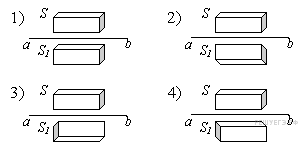 1) S 2) S
a b a b
S₁ S₁
3) S 4) S
a b a b
S₁ S₁